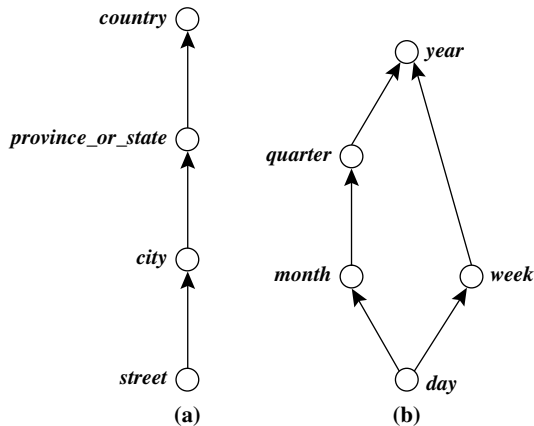 country
year
province_or_state
quarter
city
month
week
street
day
(a)
(b)